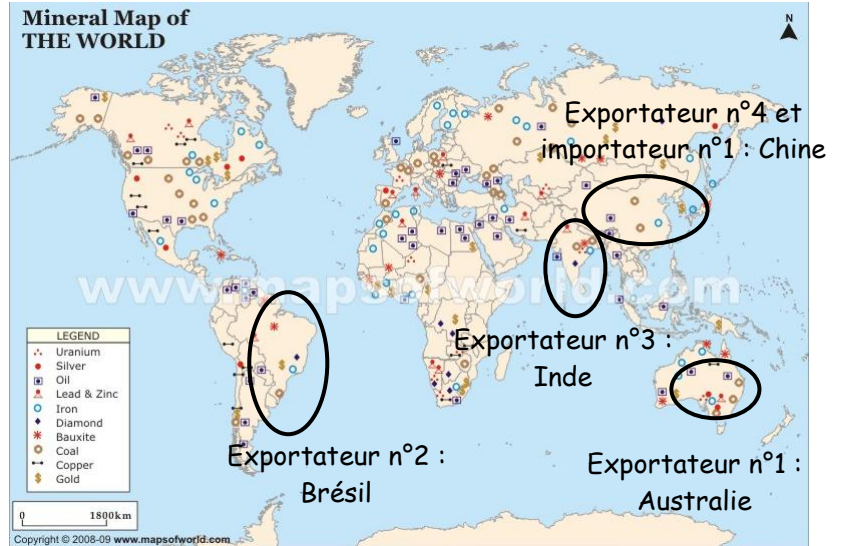 Mineral Map of
THE WORLD
N
Exportateur n°4 et
importateur n°1 : Chine
www.mapsofworld.com
Exportateur n°3 :
Inde
LEGEND
Uranium
Silver
Oil
Lead & Zinc
Iron
Diamond
Bauxite
Coal
Copper
Gold
Exportateur n°2 :
Brésil
Exportateur n°1 :
Australie
0 1800km
Copyright © 2008-09 www.mapsofworld.com